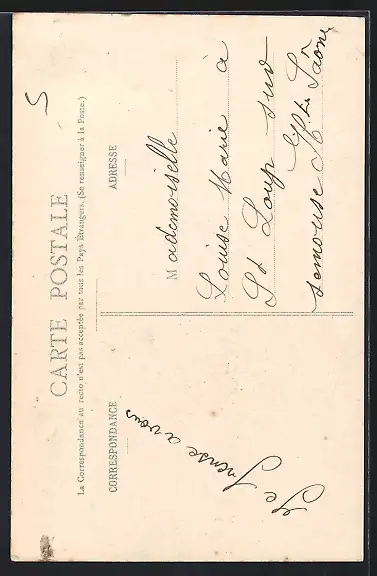 CARTE POSTALE
La Correspondance au recto n'est pas acceptée par tous les Pays Étrangers. (Se renseigner à la Poste.)
CORRESPONDANCE
Je pense a vous
ADRESSE
Mademoiselle
Louise Marie à
St Loup sur
semouse Hte Saône